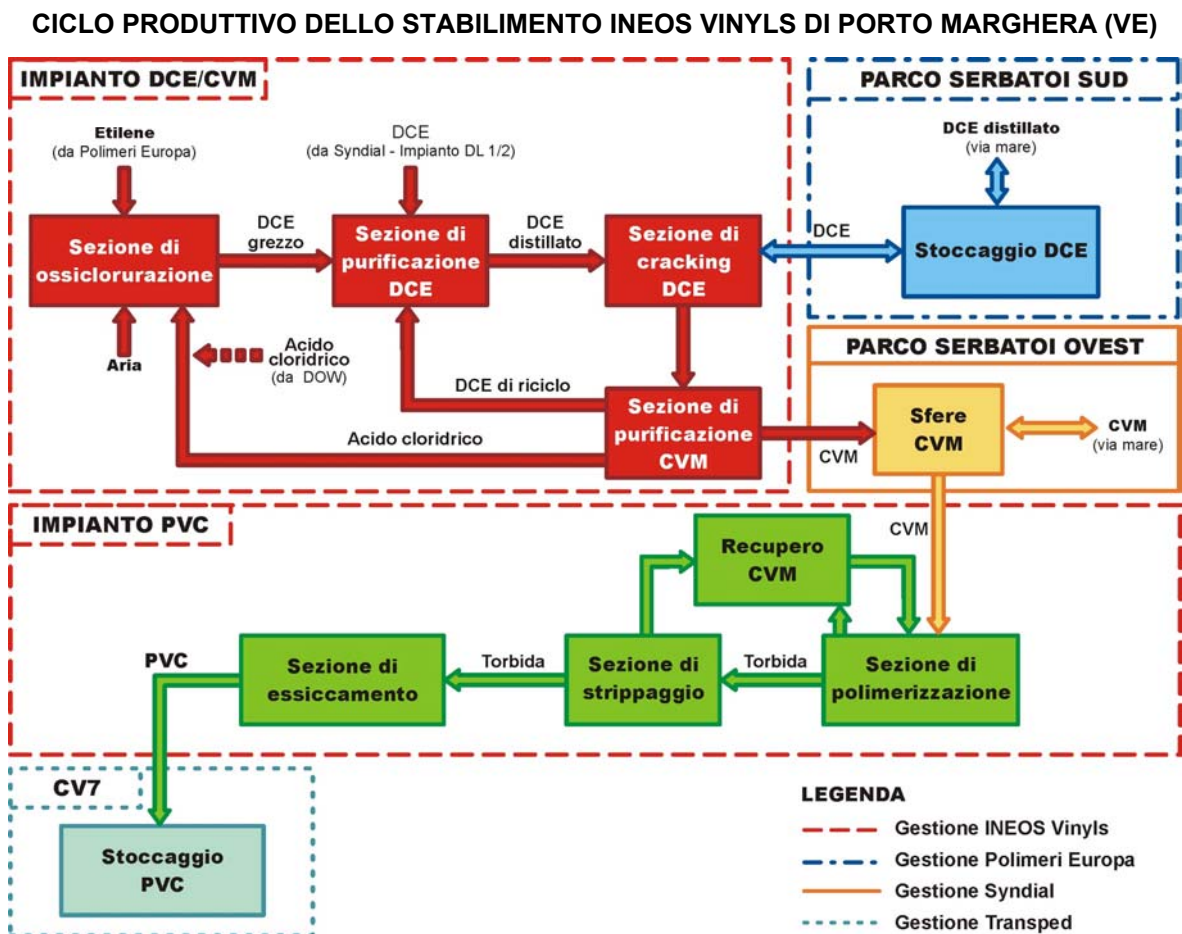 CICLO PRODUTTIVO DELLO STABILIMENTO INEOS VINYLS DI PORTO MARGHERA (VE)
IMPIANTO DCE/CVM
Etilene
(da Polimeri Europa)
DCE
(da Syndial - Impianto DL 1/2)
Sezione di
ossiclorurazione
DCE
grezzo
Sezione di
purificazione
DCE
DCE
distillato
Sezione di
cracking
DCE
Aria
Acido
cloridrico
(da DOW)
DCE di riciclo
Acido cloridrico
Sezione di
purificazione
CVM
PARCO SERBATOI SUD
DCE distillato
(via mare)
DCE
Stoccaggio DCE
PARCO SERBATOI OVEST
CVM
Sfere
CVM
CVM
(via mare)
IMPIANTO PVC
CVM
Recupero
CVM
PVC
Sezione di
essiccamento
Torbida
Sezione di
strippaggio
Torbida
Sezione di
polimerizzazione
CV7
Stoccaggio
PVC
LEGENDA
Gestione INEOS Vinyls
Gestione Polimeri Europa
Gestione Syndial
Gestione Transped